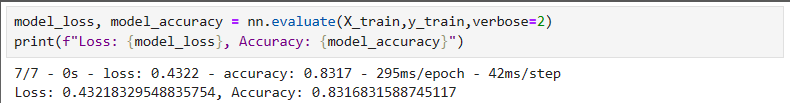 model_loss, model_accuracy = nn.evaluate(X_train,y_train,verbose=2)
print(f"Loss: {model_loss}, Accuracy: {model_accuracy}")
7/7 - 0s - loss: 0.4322 - accuracy: 0.8317 - 295ms/epoch - 42ms/step
Loss: 0.43218329548835754, Accuracy: 0.8316831588745117